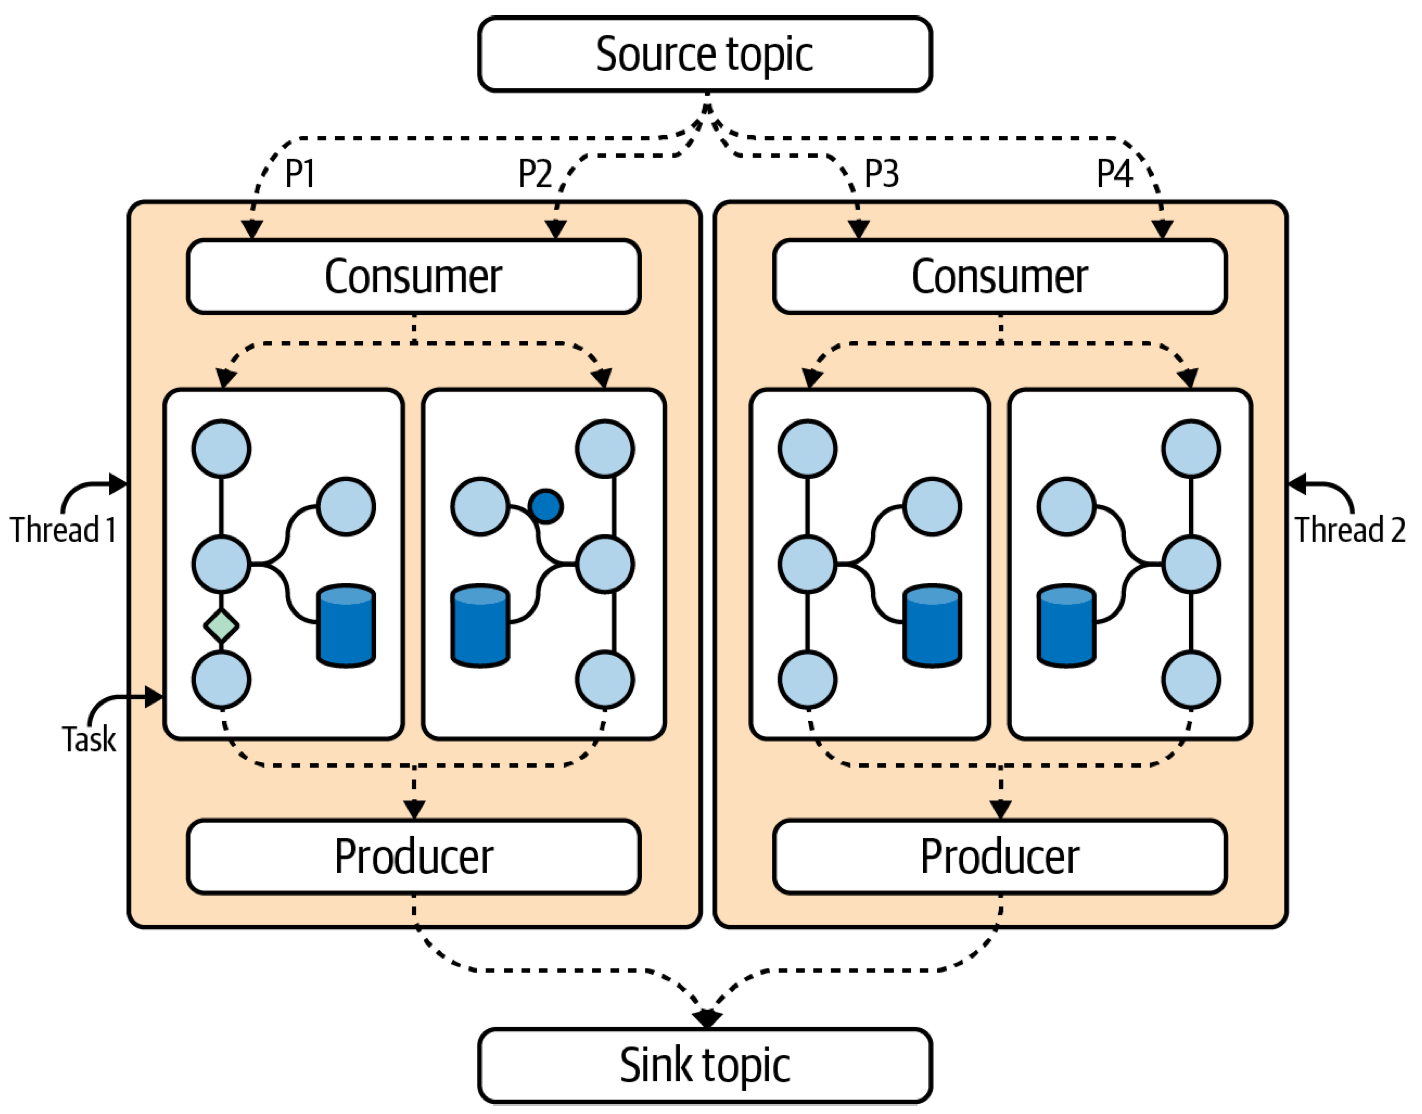 Source topic
P1
P2
P3
P4
Consumer
Consumer
Thread 1
Thread 2
Task
Producer
Producer
Sink topic